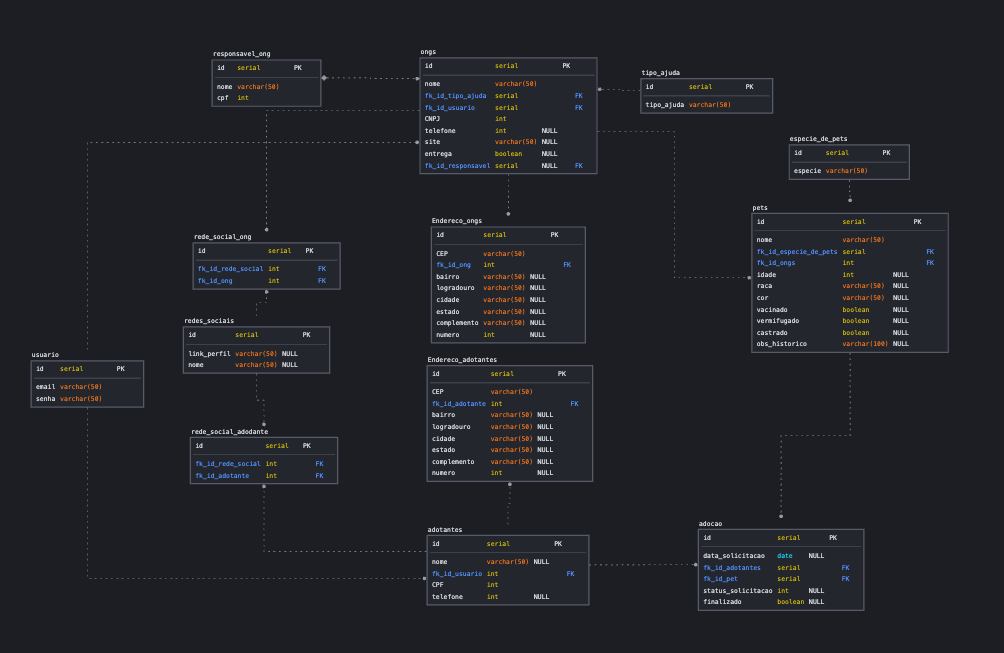 responsavel_ong
id serial PK
nome varchar(50)
cpf int
ongs
id serial PK
nome varchar(50)
fk_id_tipo_ajuda serial FK
fk_id_usuario serial FK
CNPJ int
telefone int NULL
site varchar(50) NULL
entrega boolean NULL
fk_id_responsavel serial NULL FK
tipo_ajuda
id serial PK
tipo_ajuda varchar(50)
especie_de_pets
id serial PK
especie varchar(50)
pets
id serial PK
nome varchar(50)
fk_id_especie_de_pets serial FK
fk_id_ongs int FK
idade int NULL
raca varchar(50) NULL
cor varchar(50) NULL
vacinado boolean NULL
vermifugado boolean NULL
castrado boolean NULL
obs_historico varchar(100) NULL
Endereco_ongs
id serial PK
CEP varchar(50)
fk_id_ong int FK
bairro varchar(50) NULL
logradouro varchar(50) NULL
cidade varchar(50) NULL
estado varchar(50) NULL
complemento varchar(50) NULL
numero int NULL
rede_social_ong
id serial PK
fk_id_rede_social int FK
fk_id_ong int FK
redes_sociais
id serial PK
link_perfil varchar(50) NULL
nome varchar(50) NULL
usuario
id serial PK
email varchar(50)
senha varchar(50)
Endereco_adotantes
id serial PK
CEP varchar(50)
fk_id_adotante int FK
bairro varchar(50) NULL
logradouro varchar(50) NULL
cidade varchar(50) NULL
estado varchar(50) NULL
complemento varchar(50) NULL
numero int NULL
rede_social_adodante
id serial PK
fk_id_rede_social int FK
fk_id_adotante int FK
adotantes
id serial PK
nome varchar(50) NULL
fk_id_usuario int FK
CPF int
telefone int NULL
adocao
id serial PK
data_solicitacao date NULL
fk_id_adotantes serial FK
fk_id_pet serial FK
status_solicitacao int NULL
finalizado boolean NULL